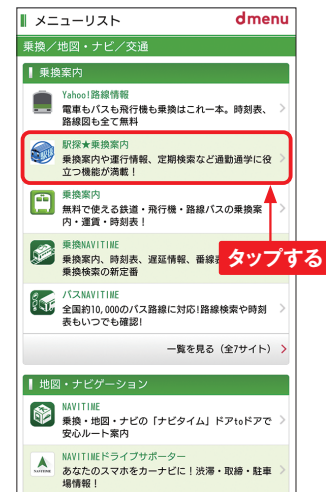 メニューリスト
dmenu
乗換／地図・ナビ／交通
乗換案内
Yahoo!路線情報
電車もバスも飛行機も乗換はこれ一本。時刻表、
路線図も全て無料
駅探★乗換案内
乗換案内や運行情報、定期検索など通勤通学に役
立つ機能が満載！
乗換案内
無料で使える鉄道・飛行機・路線バスの乗換案
内・運賃・時刻表！
乗換NAVITIME
乗換案内、時刻表、遅延情報、番線
乗換検索の新定番
タップする
バスNAVITIME
全国約10,000のバス路線に対応!路線検索や時刻
表もいつでも確認!
一覧を見る（全7サイト）
地図・ナビゲーション
NAVITIME
乗換・地図・ナビの「ナビタイム」ドアtoドアで
安心ルート案内
NAVITIMEドライブサポーター
あなたのスマホをカーナビに！渋滞・取締・駐車
場情報！